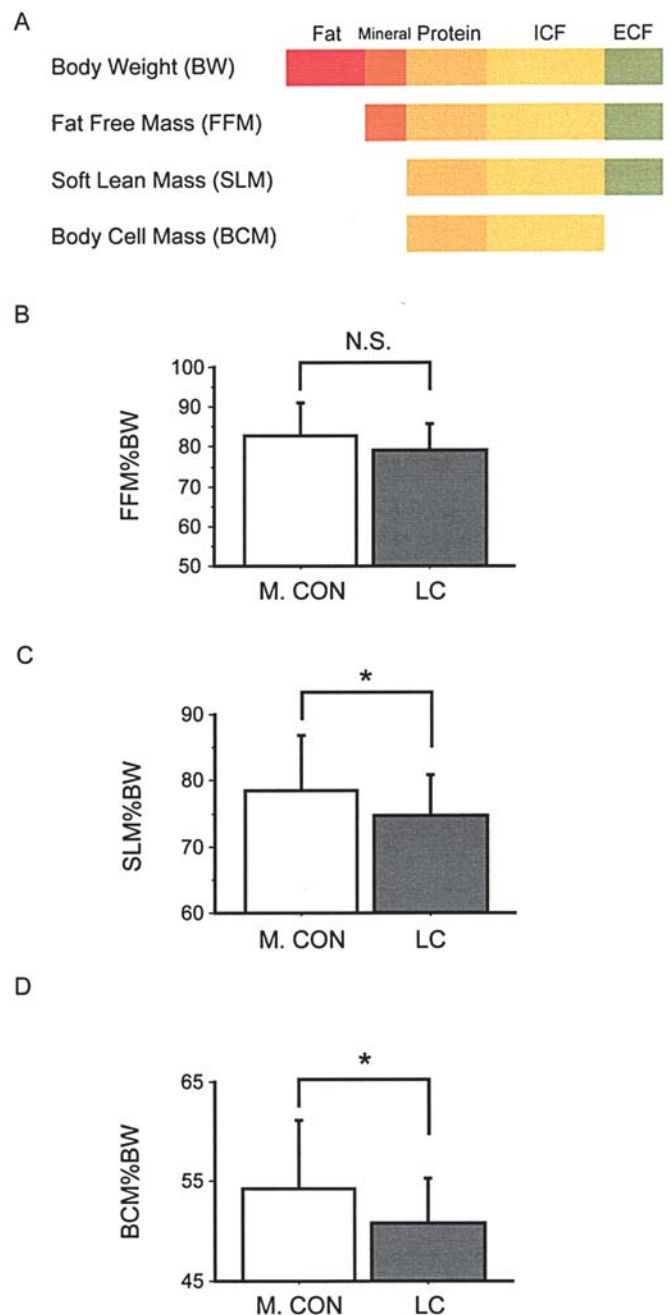 A
Fat Mineral Protein ICF ECF
Body Weight (BW)
Fat Free Mass (FFM)
Soft Lean Mass (SLM)
Body Cell Mass (BCM)
B
N.S.
100
90
80
70
60
50
FFM%BW
M. CON LC
C
*
90
80
70
60
SLM%BW
M. CON LC
D
*
65
55
45
BCM%BW
M. CON LC